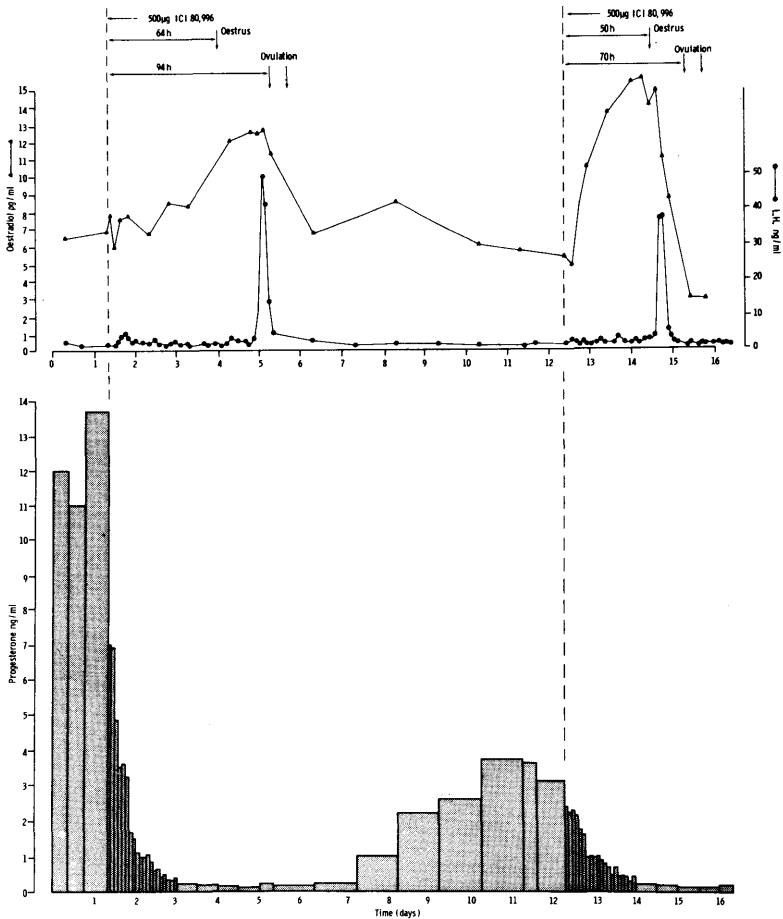 500µg ICI 80,996
64h
Oestrus
Ovulation
94h
500µg ICI 80,996
50h
Oestrus
Ovulation
70h
15
14
13
12
11
10
9
8
7
6
5
4
3
2
1
0
Oestradiol pg/ml
50
40
30
20
10
0
L.H. ng/ml
0 1 2 3 4 5 6 7 8 9 10 11 12 13 14 15 16
14
13
12
11
10
9
8
7
6
5
4
3
2
1
0
Progesterone ng/ml
1 2 3 4 5 6 7 8 9 10 11 12 13 14 15 16
Time (days)